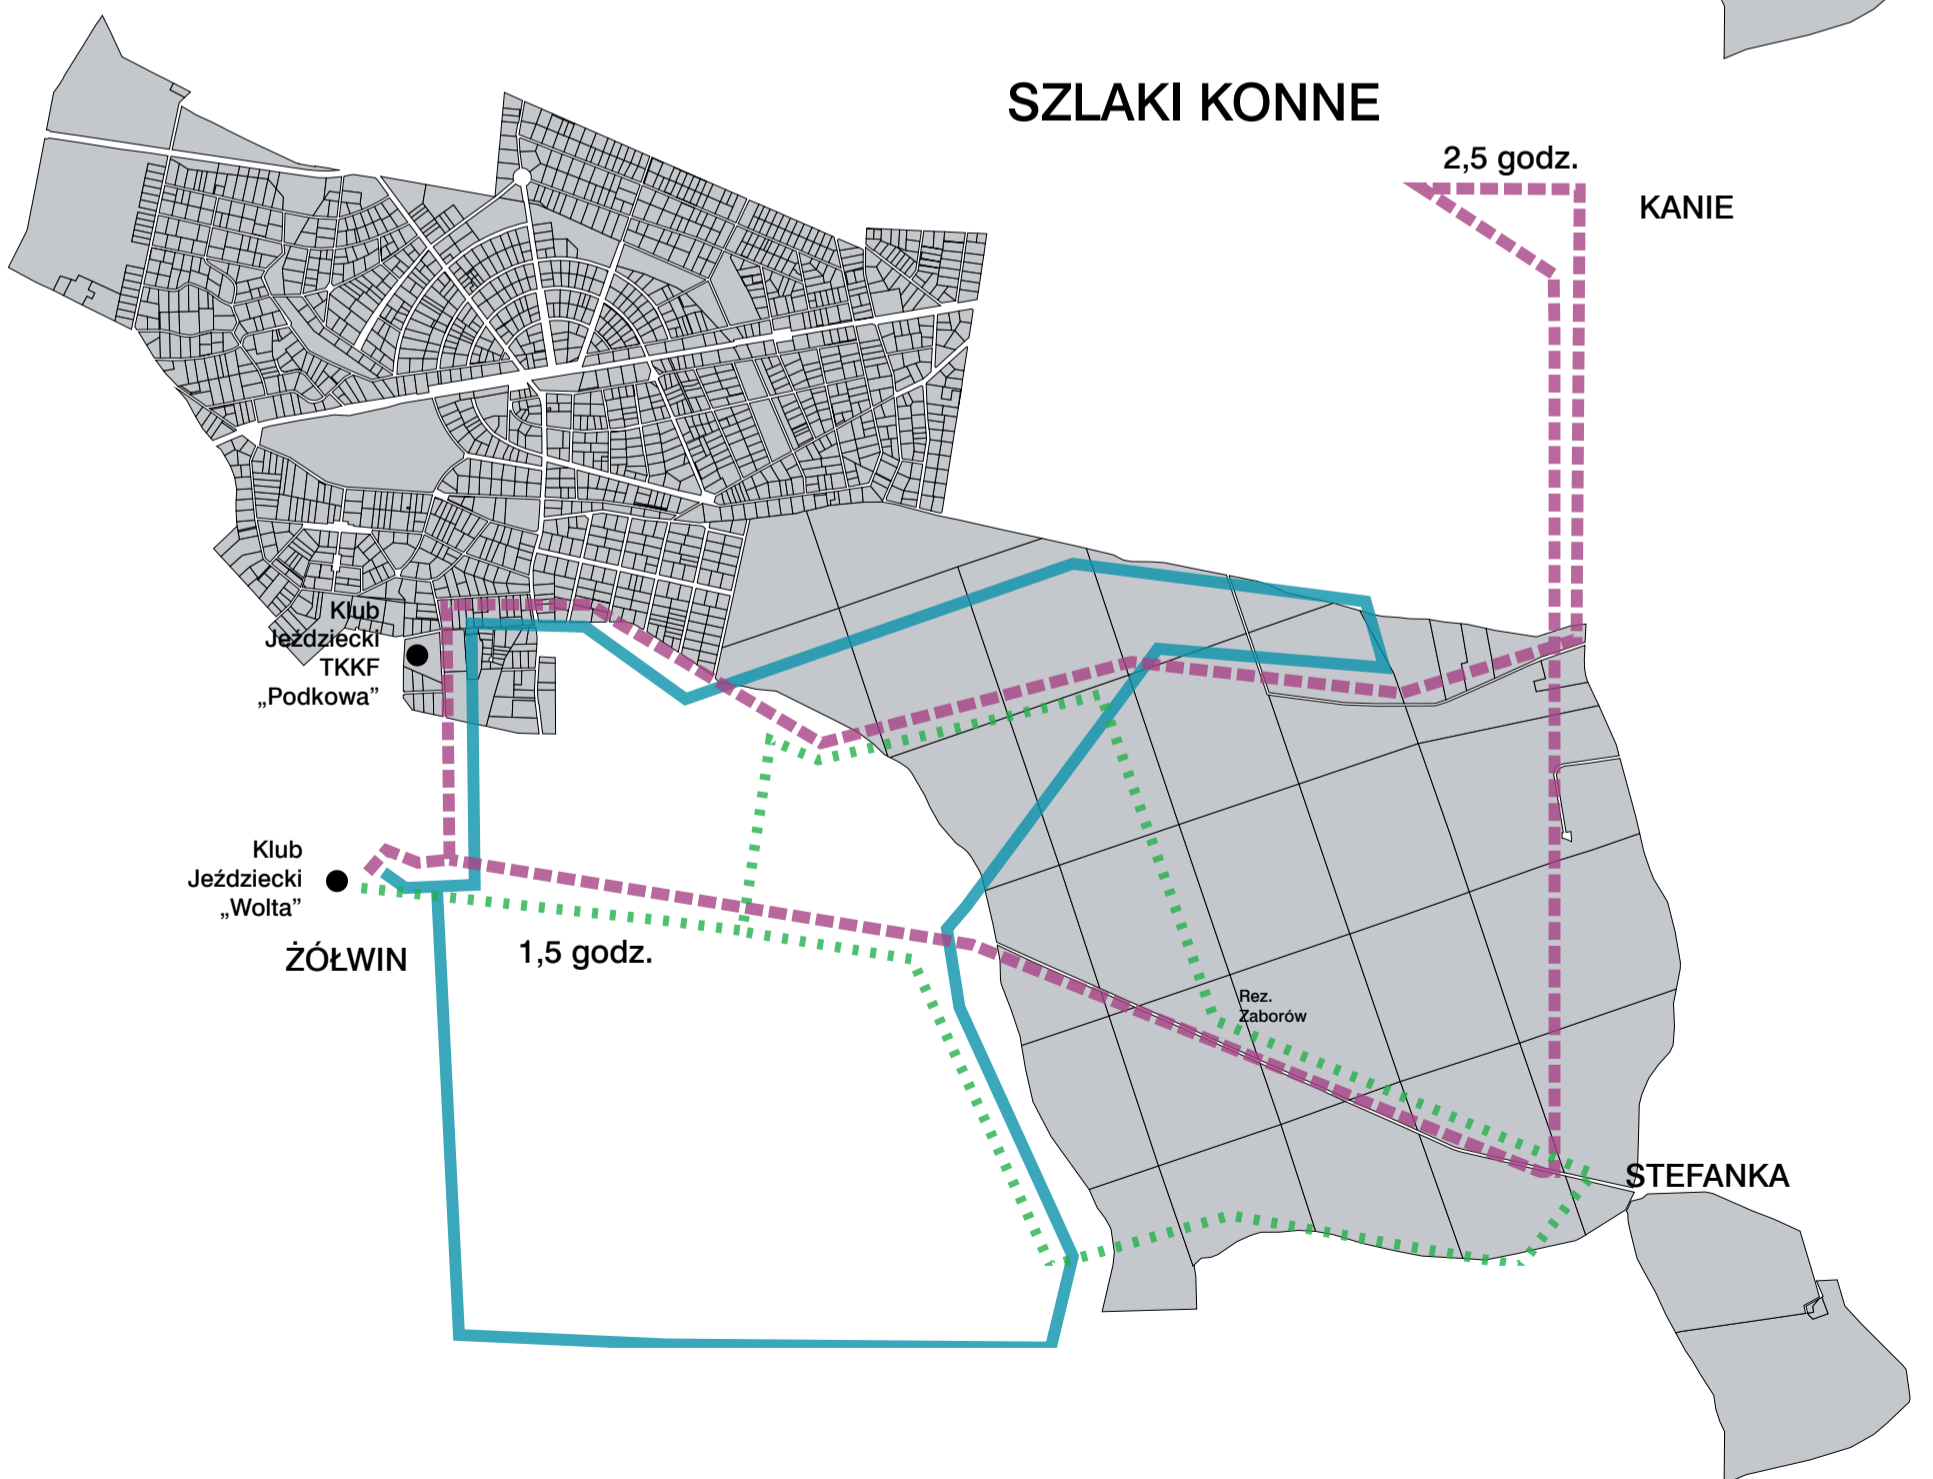 SZLAKI KONNE
2,5 godz.
KANIE
Klub
Jeździecki
TKKF
„Podkowa”
Klub
Jeździecki
„Wolta”
ŻÓŁWIN
1,5 godz.
Rez.
Zaborów
STEFANKA